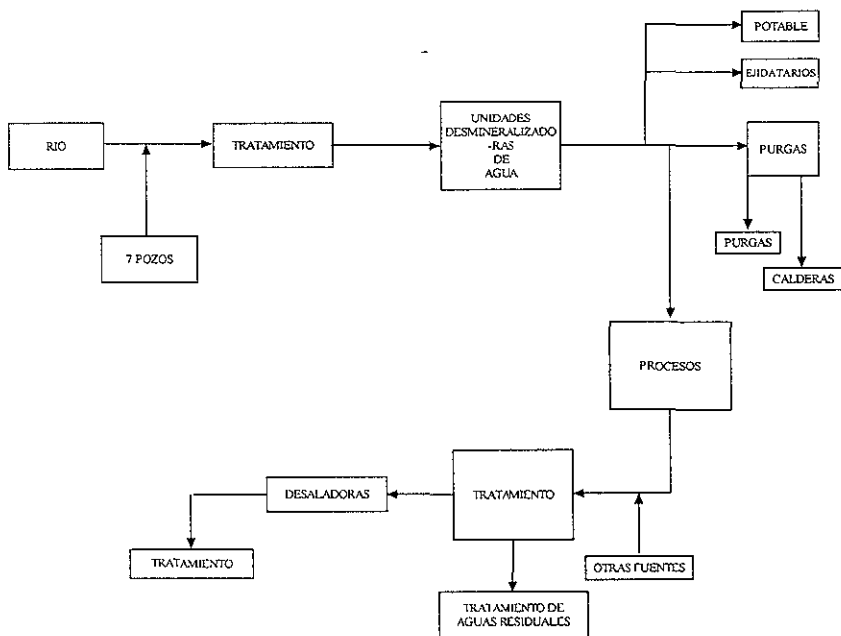 POTABLE
EJIDATARIOS
UNIDADES
DESMINERALIZADO
-RAS
DE
AGUA
RIO
TRATAMIENTO
PURGAS
7 POZOS
PURGAS
CALDERAS
PROCESOS
DESALADORAS
TRATAMIENTO
TRATAMIENTO
OTRAS FUENTES
TRATAMIENTO DE
AGUAS RESIDUALES